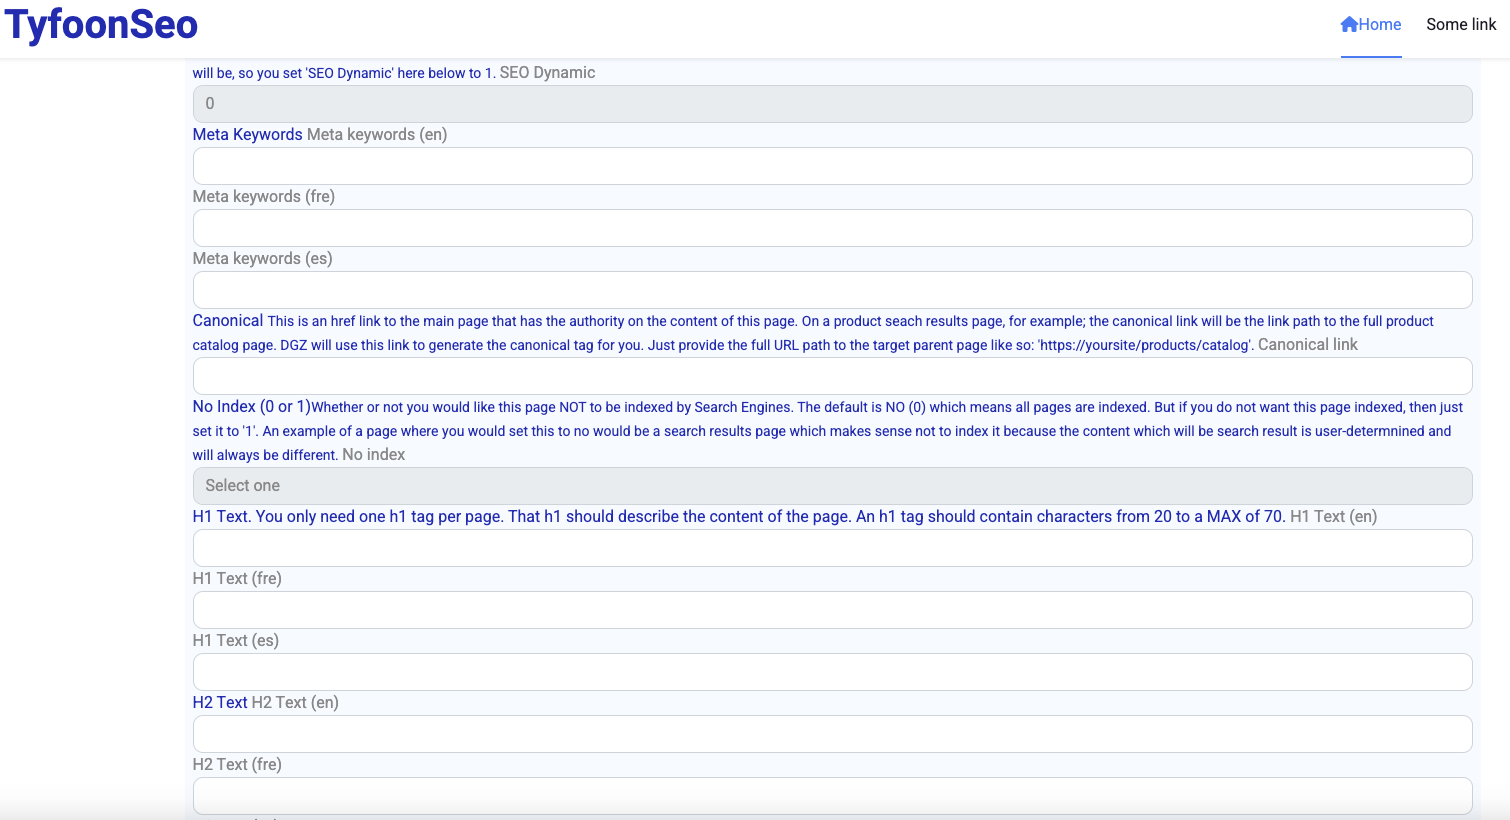 TyfoonSeo
Home Some link
will be, so you set 'SEO Dynamic' here below to 1. SEO Dynamic
0
Meta Keywords Meta keywords (en)
Meta keywords (fre)
Meta keywords (es)
Canonical This is an href link to the main page that has the authority on the content of this page. On a product seach results page, for example; the canonical link will be the link path to the full product
catalog page. DGZ will use this link to generate the canonical tag for you. Just provide the full URL path to the target parent page like so: 'https://yoursite/products/catalog'. Canonical link
No Index (0 or 1)Whether or not you would like this page NOT to be indexed by Search Engines. The default is NO (0) which means all pages are indexed. But if you do not want this page indexed, then just
set it to '1'. An example of a page where you would set this to no would be a search results page which makes sense not to index it because the content which will be search result is user-determnined and
will always be different. No index
Select one
H1 Text. You only need one h1 tag per page. That h1 should describe the content of the page. An h1 tag should contain characters from 20 to a MAX of 70. H1 Text (en)
H1 Text (fre)
H1 Text (es)
H2 Text H2 Text (en)
H2 Text (fre)